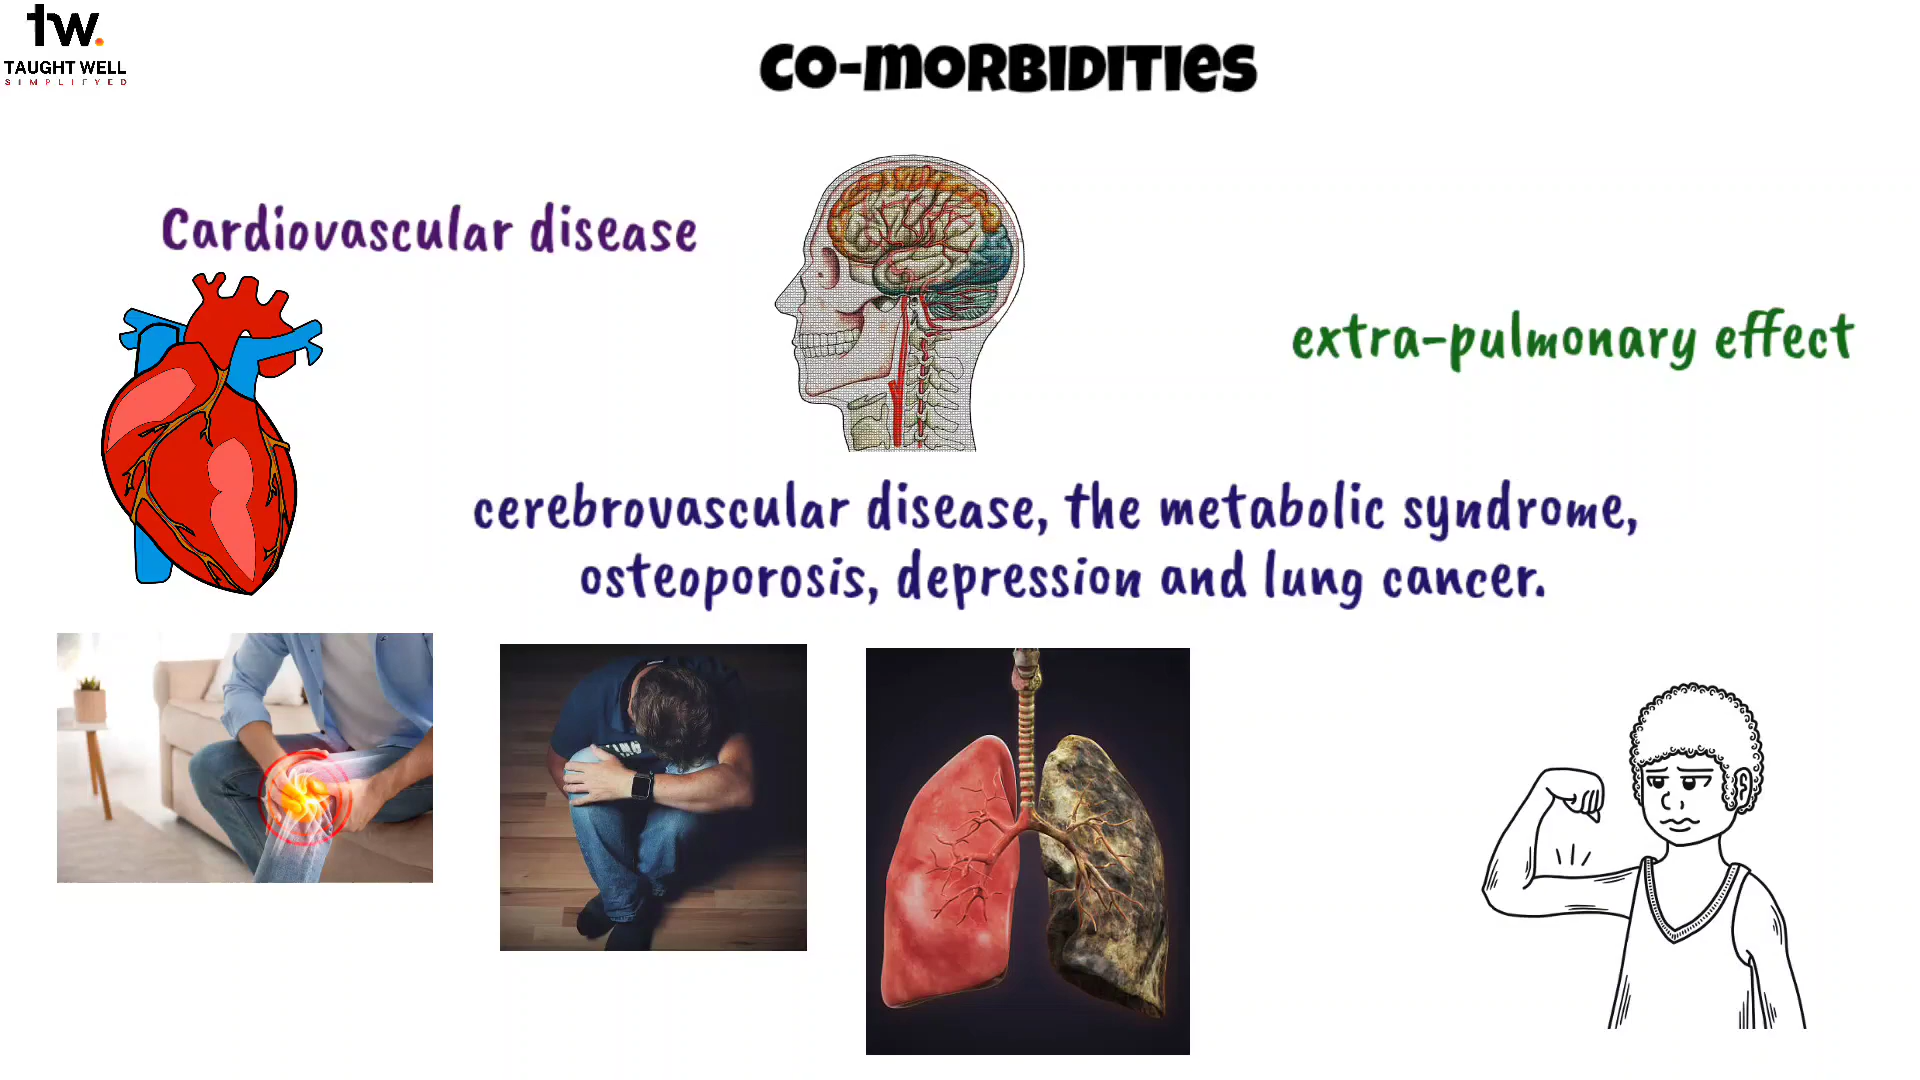 tw.
TAUGHT WELL
SIMPLIFYED
CO-MORBIDITIES
Cardiovascular disease
extra-pulmonary effect
cerebrovascular disease, the metabolic syndrome,
osteoporosis, depression and lung cancer.